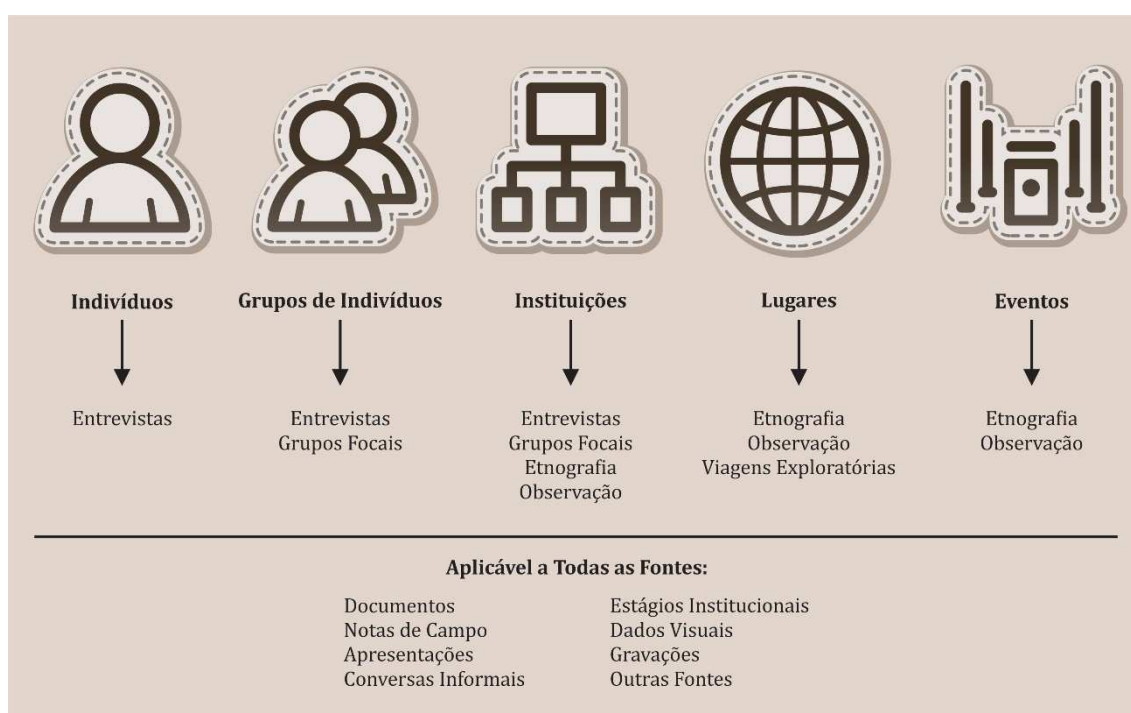 Indivíduos
Grupos de Indivíduos
Instituições
Lugares
Eventos
Entrevistas
Entrevistas
Grupos Focais
Entrevistas
Grupos Focais
Etnografia
Observação
Etnografia
Observação
Viagens Exploratórias
Etnografia
Observação
Aplicável a Todas as Fontes:
Documentos
Notas de Campo
Apresentações
Conversas Informais
Estágios Institucionais
Dados Visuais
Gravações
Outras Fontes